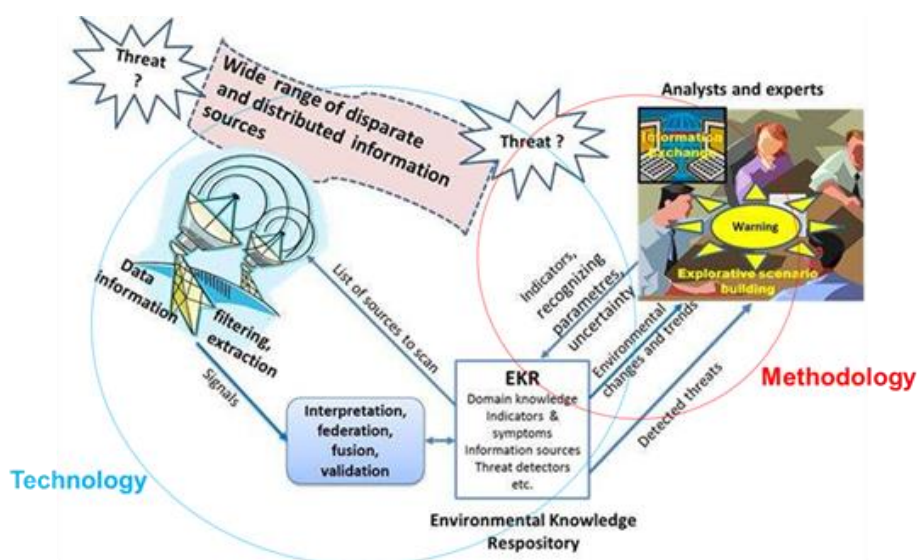 Threat
?
Wide range of disparate
and distributed information
sources
Threat ?
Analysts and experts
Information
Exchange
Warning
Explorative scenario
building
Data
information
filtering,
extraction
List of sources to scan
Indicators,
recognizing
parametres,
uncertainty
Environmental
changes and trends
Detected threats
Methodology
Signals
Interpretation,
federation,
fusion,
validation
EKR
Domain knowledge
Indicators &
symptoms
Information sources
Threat detectors
etc.
Technology
Environmental Knowledge
Respository